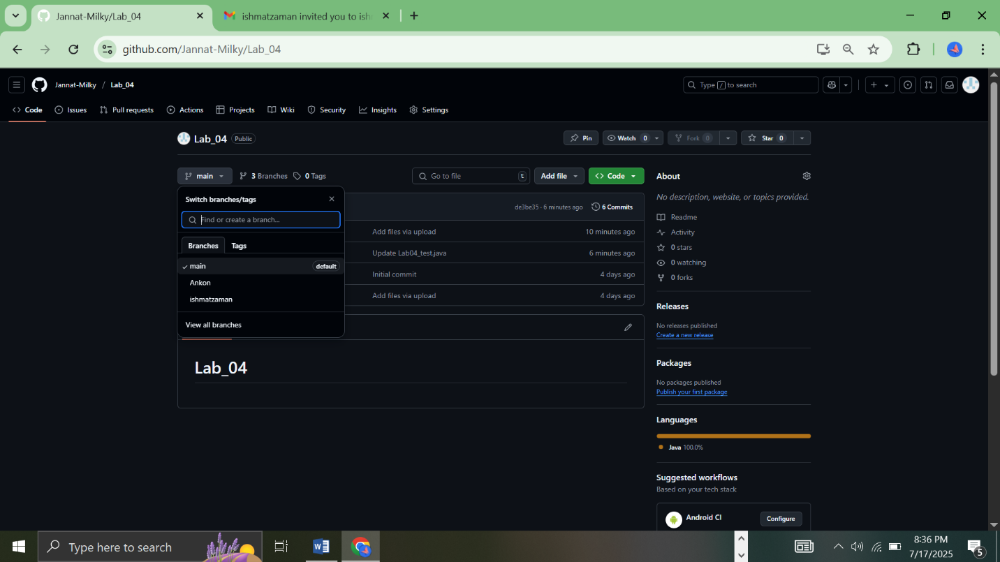 Jannat-Milky/Lab_04
ishmatzaman invited you to ish
github.com/Jannat-Milky/Lab_04
Jannat-Milky / Lab_04
Type / to search
Code Issues Pull requests Actions Projects Wiki Security Insights Settings
Lab_04 Public
Pin Watch 0 Fork 0 Star 0
main 3 Branches 0 Tags Go to file t Add file Code
Switch branches/tags
Find or create a branch...
Branches Tags
main default
Ankon
ishmatzaman
View all branches
de3be35 · 6 minutes ago 6 Commits
Add files via upload 10 minutes ago
Update Lab04_test.java 6 minutes ago
Initial commit 4 days ago
Add files via upload 4 days ago
Lab_04
About
No description, website, or topics provided.
Readme
Activity
0 stars
0 watching
0 forks
Releases
No releases published
Create a new release
Packages
No packages published
Publish your first package
Languages
Java 100.0%
Suggested workflows
Based on your tech stack
Android CI Configure
Type here to search
8:36 PM
7/17/2025
5